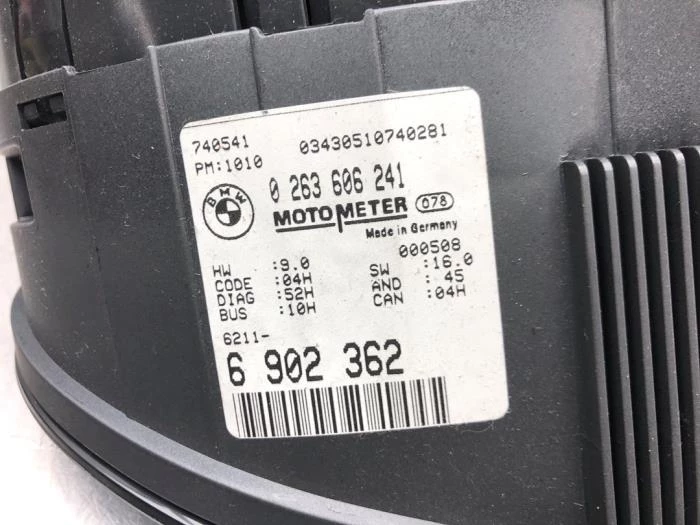 740541 03430510740281
PM:1010
BMW 0 263 606 241
MOTOMETER 078
Made in Germany
000508
HW :9.0 SW :16.0
CODE :04H AND : 45
DIAG :52H CAN :04H
BUS :10H
6211-
6 902 362